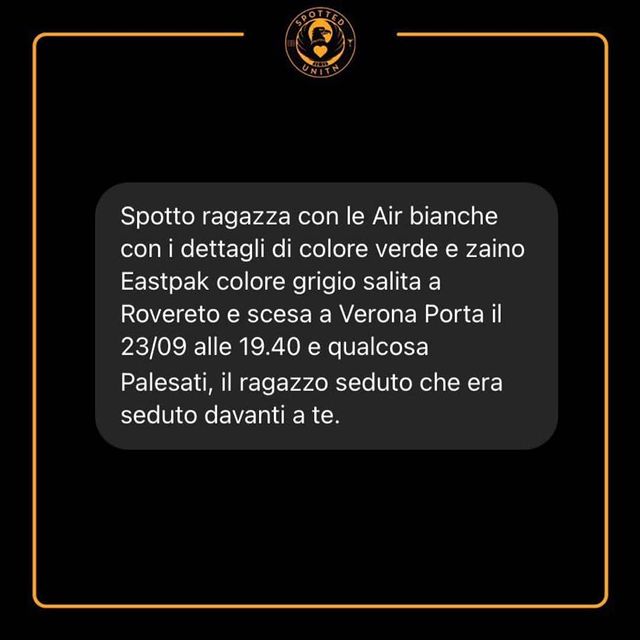 SPOTTED
UNITN
Spotto ragazza con le Air bianche
con i dettagli di colore verde e zaino
Eastpak colore grigio salita a
Rovereto e scesa a Verona Porta il
23/09 alle 19.40 e qualcosa
Palesati, il ragazzo seduto che era
seduto davanti a te.